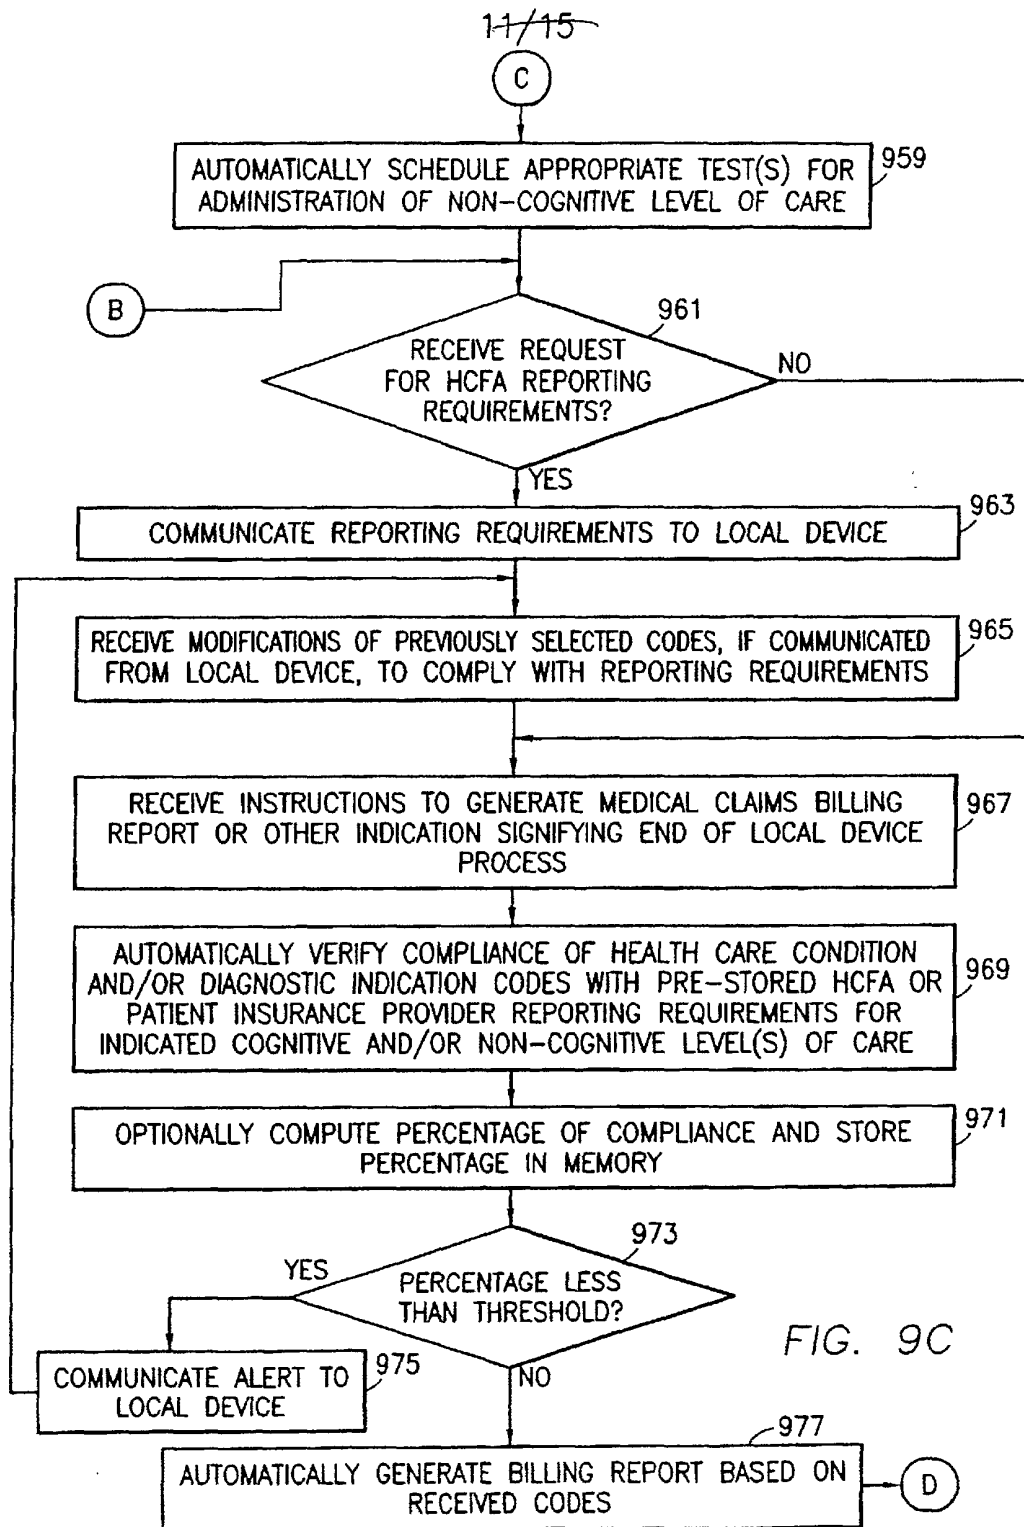 11/15
C
AUTOMATICALLY SCHEDULE APPROPRIATE TEST(S) FOR
ADMINISTRATION OF NON-COGNITIVE LEVEL OF CARE
959
B
961
RECEIVE REQUEST
FOR HCFA REPORTING
REQUIREMENTS?
NO
YES
963
COMMUNICATE REPORTING REQUIREMENTS TO LOCAL DEVICE
965
RECEIVE MODIFICATIONS OF PREVIOUSLY SELECTED CODES, IF COMMUNICATED
FROM LOCAL DEVICE, TO COMPLY WITH REPORTING REQUIREMENTS
967
RECEIVE INSTRUCTIONS TO GENERATE MEDICAL CLAIMS BILLING
REPORT OR OTHER INDICATION SIGNIFYING END OF LOCAL DEVICE
PROCESS
969
AUTOMATICALLY VERIFY COMPLIANCE OF HEALTH CARE CONDITION
AND/OR DIAGNOSTIC INDICATION CODES WITH PRE-STORED HCFA OR
PATIENT INSURANCE PROVIDER REPORTING REQUIREMENTS FOR
INDICATED COGNITIVE AND/OR NON-COGNITIVE LEVEL(S) OF CARE
971
OPTIONALLY COMPUTE PERCENTAGE OF COMPLIANCE AND STORE
PERCENTAGE IN MEMORY
973
YES
PERCENTAGE LESS
THAN THRESHOLD?
FIG. 9C
975
COMMUNICATE ALERT TO
LOCAL DEVICE
NO
977
AUTOMATICALLY GENERATE BILLING REPORT BASED ON
RECEIVED CODES
D